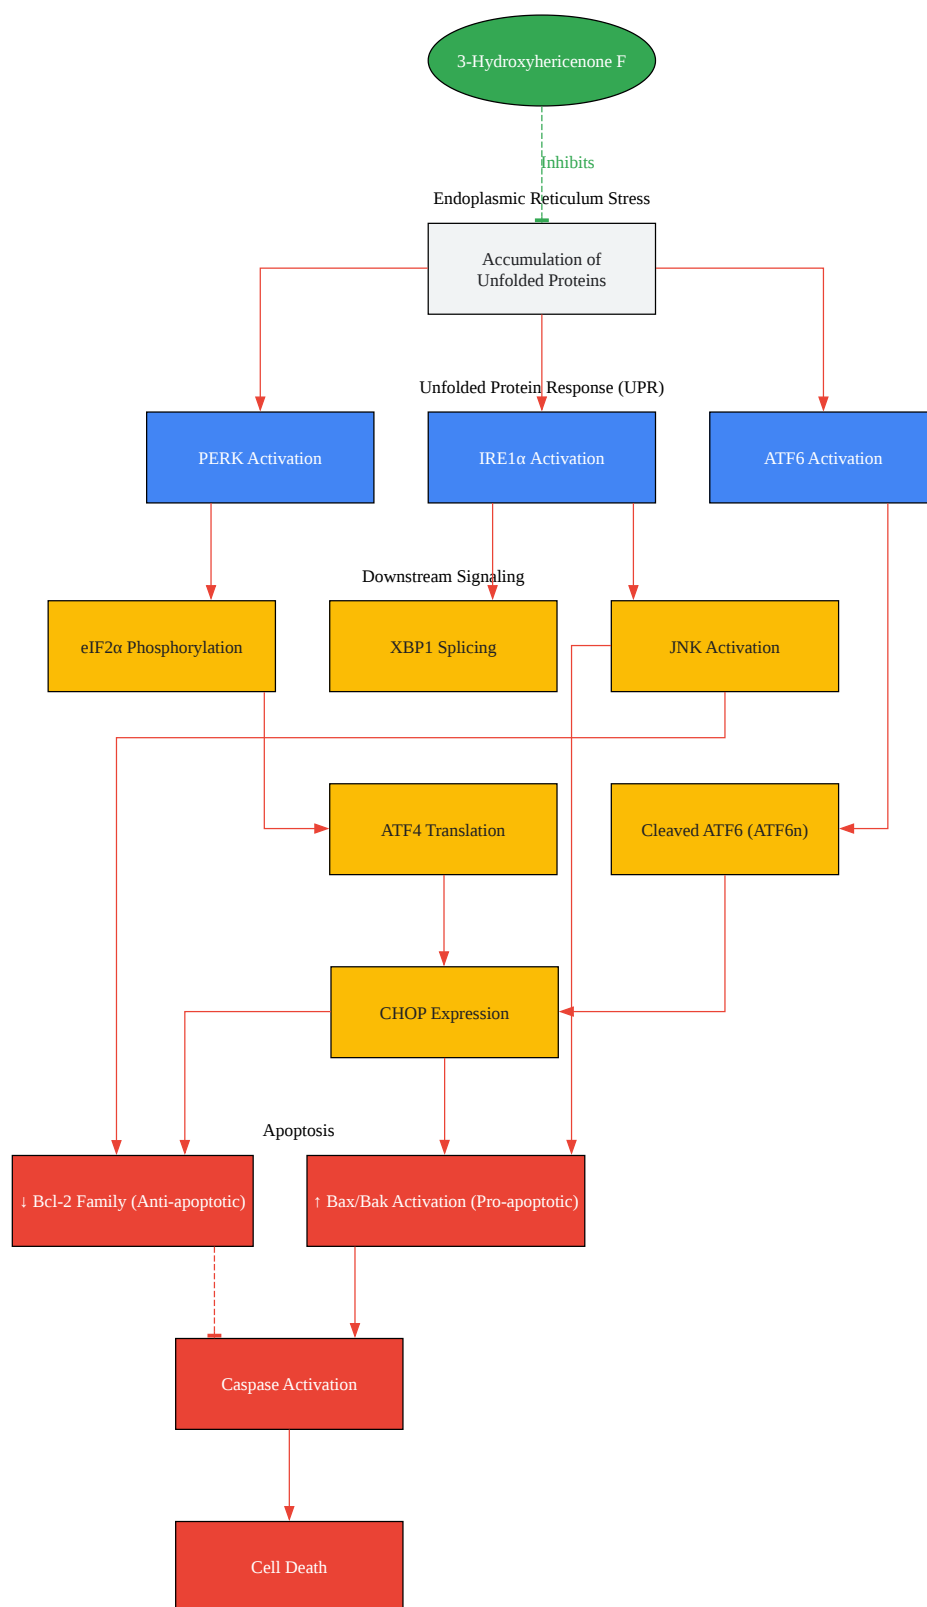 3-Hydroxyhericenone F
Inhibits
Endoplasmic Reticulum Stress
Accumulation of
Unfolded Proteins
Unfolded Protein Response (UPR)
PERK Activation
IRE1α Activation
ATF6 Activation
Downstream Signaling
eIF2α Phosphorylation
XBP1 Splicing
JNK Activation
ATF4 Translation
Cleaved ATF6 (ATF6n)
CHOP Expression
Apoptosis
↓ Bcl-2 Family (Anti-apoptotic)
↑ Bax/Bak Activation (Pro-apoptotic)
Caspase Activation
Cell Death